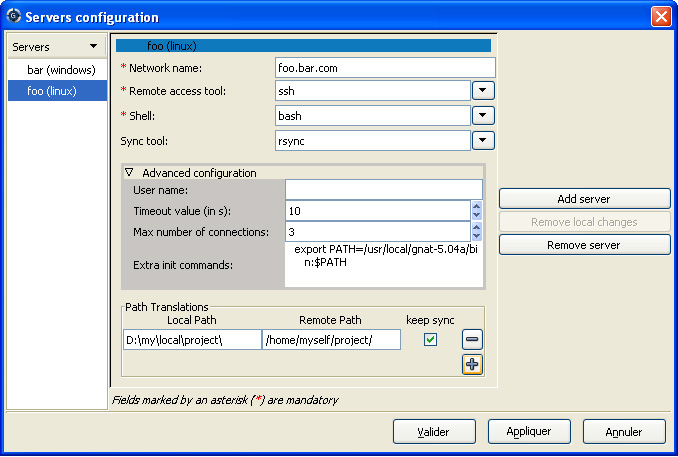 Servers configuration
Servers
bar (windows)
foo (linux)
foo (linux)
* Network name: foo.bar.com
* Remote access tool: ssh
* Shell: bash
Sync tool: rsync
Advanced configuration
User name:
Timeout value (in s): 10
Max number of connections: 3
Extra init commands: export PATH=/usr/local/gnat-5.04a/bi
n:$PATH
Add server
Remove local changes
Remove server
Path Translations
Local Path Remote Path keep sync
D:\my\local\project\ /home/myself/project/
Fields marked by an asterisk (*) are mandatory
Valider Appliquer Annuler